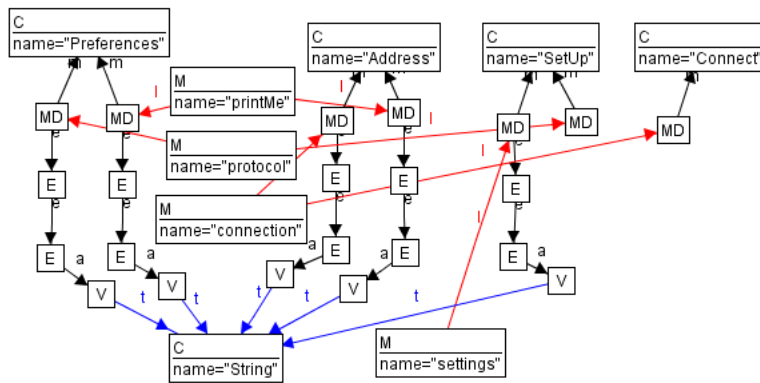 C
name="Preferences"
C
name="Address"
C
name="SetUp"
C
name="Connect"
m
m
m
M
name="printMe"
l
l
l
MD
MD
MD
MD
MD
MD
MD
e
e
e
e
e
l
M
name="protocol"
E
E
E
E
E
e
e
e
e
e
M
name="connection"
l
E
E
E
E
E
a
a
a
a
a
V
V
V
V
V
t
t
t
t
t
C
name="String"
M
name="settings"